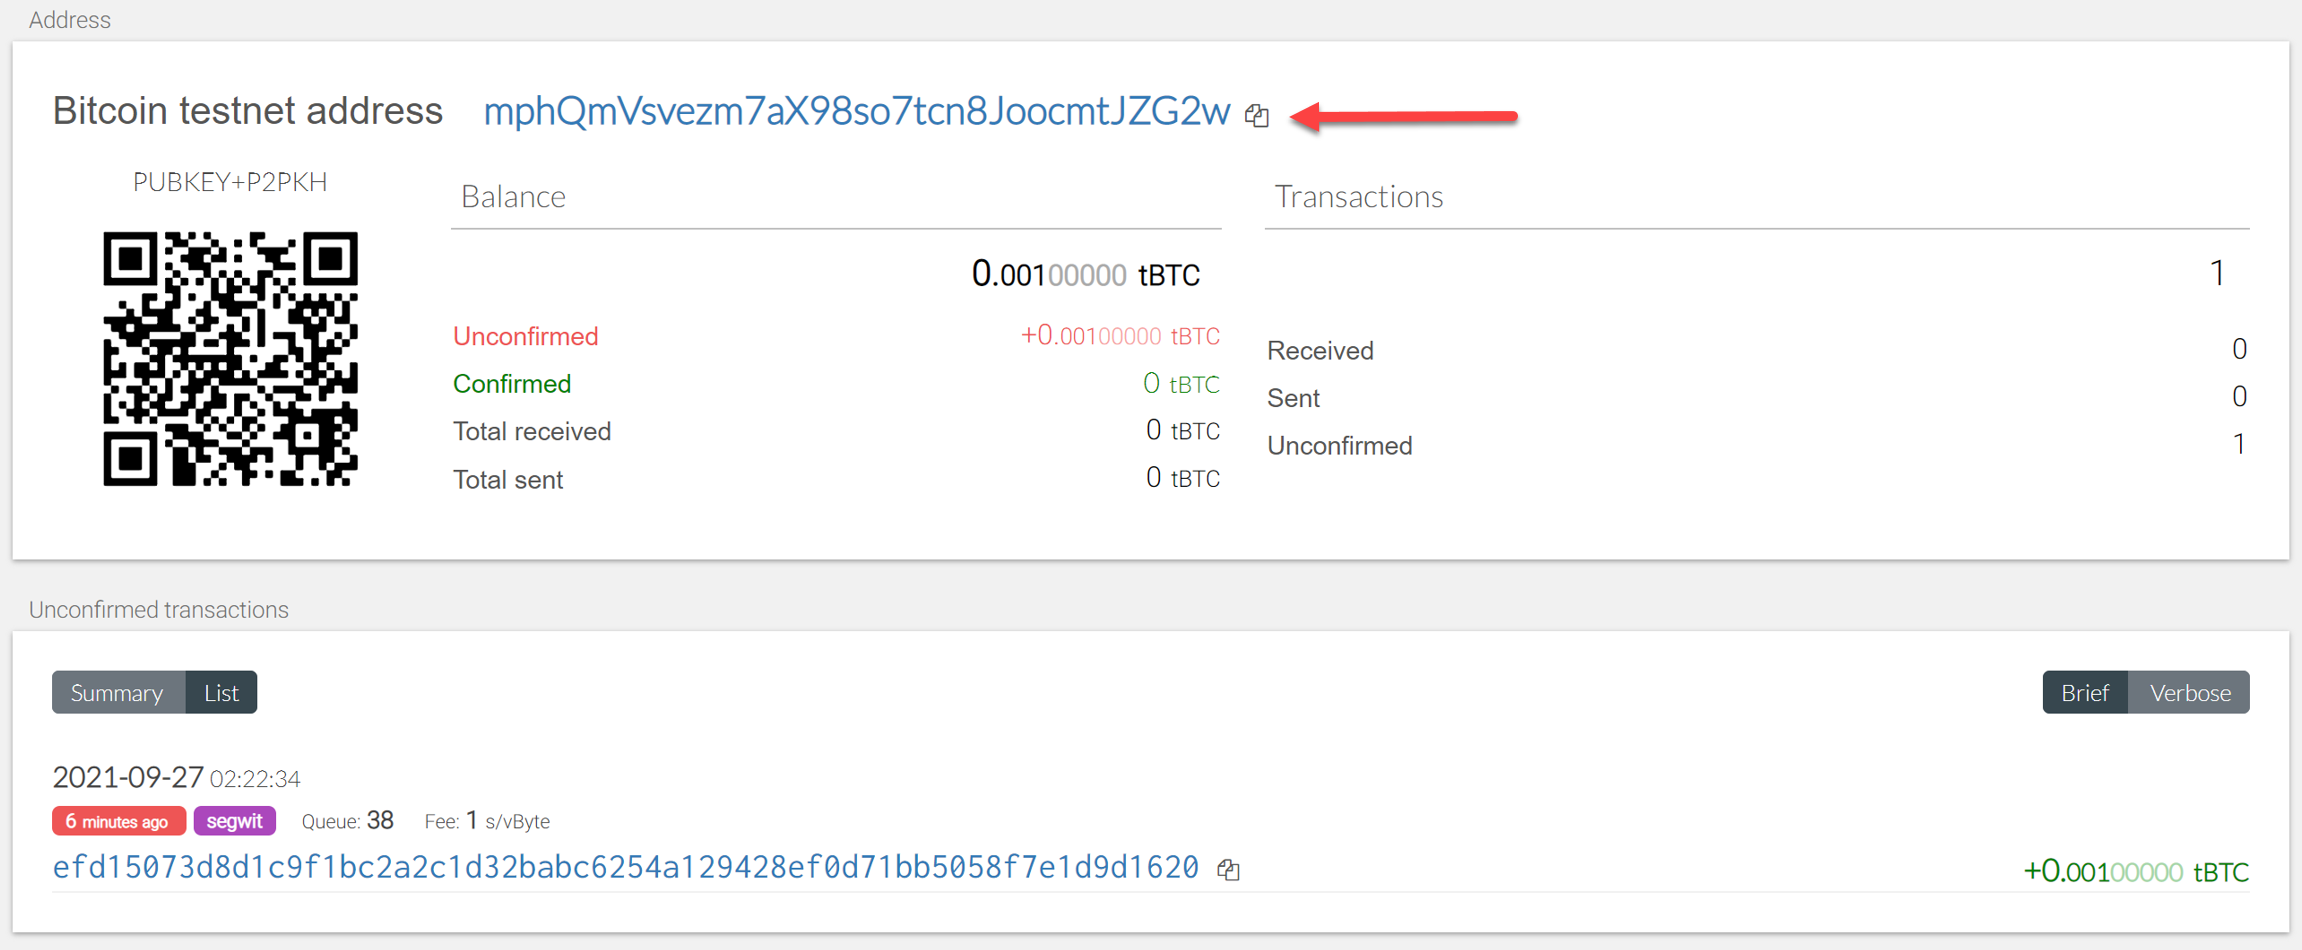 Address
Bitcoin testnet address mphQmVsvezm7aX98so7tcn8JoocmtJZG2w
PUBKEY+P2PKH
Balance
0.00100000 tBTC
Unconfirmed +0.00100000 tBTC
Confirmed 0 tBTC
Total received 0 tBTC
Total sent 0 tBTC
Transactions
1
Received 0
Sent 0
Unconfirmed 1
Unconfirmed transactions
Summary List Brief Verbose
2021-09-27 02:22:34
6 minutes ago segwit Queue: 38 Fee: 1 s/vByte
efd15073d8d1c9f1bc2a2c1d32babc6254a129428ef0d71bb5058f7e1d9d1620 +0.00100000 tBTC